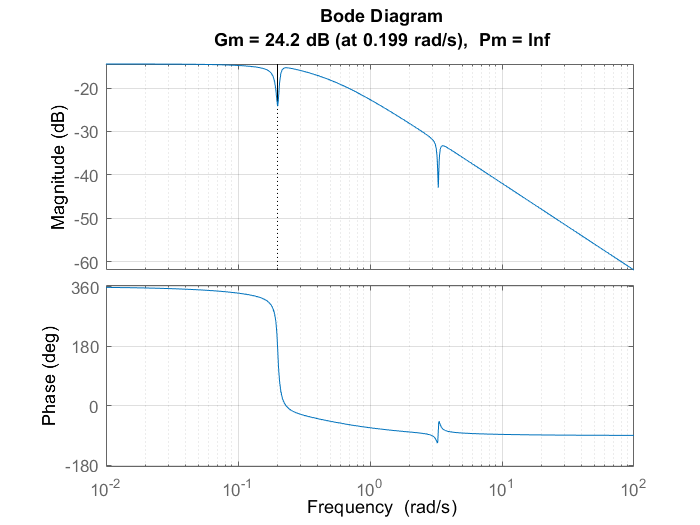 Bode Diagram
Gm = 24.2 dB (at 0.199 rad/s), Pm = Inf
Magnitude (dB)
-20
-30
-40
-50
-60
Phase (deg)
360
180
0
-180
10^-2
10^-1
10^0
10^1
10^2
Frequency (rad/s)